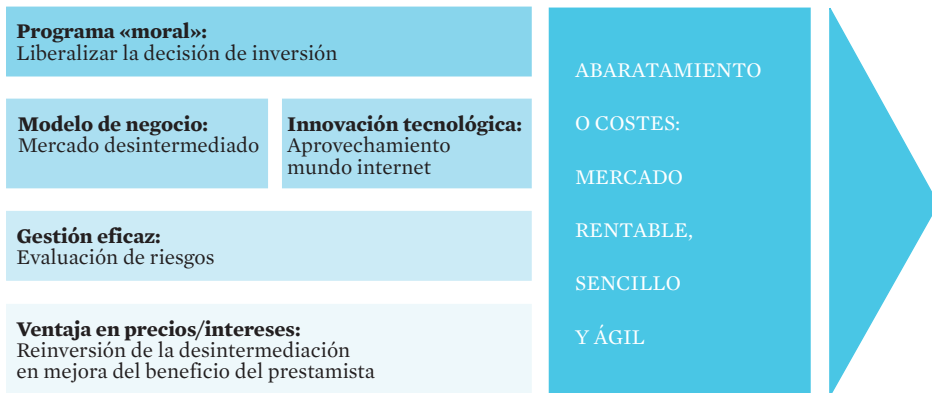 Programa «moral»:
Liberalizar la decisión de inversión
Modelo de negocio:
Mercado desintermediado
Innovación tecnológica:
Aprovechamiento
mundo internet
Gestión eficaz:
Evaluación de riesgos
Ventaja en precios/intereses:
Reinversión de la desintermediación
en mejora del beneficio del prestamista
ABARATAMIENTO
O COSTES:
MERCADO
RENTABLE,
SENCILLO
Y ÁGIL